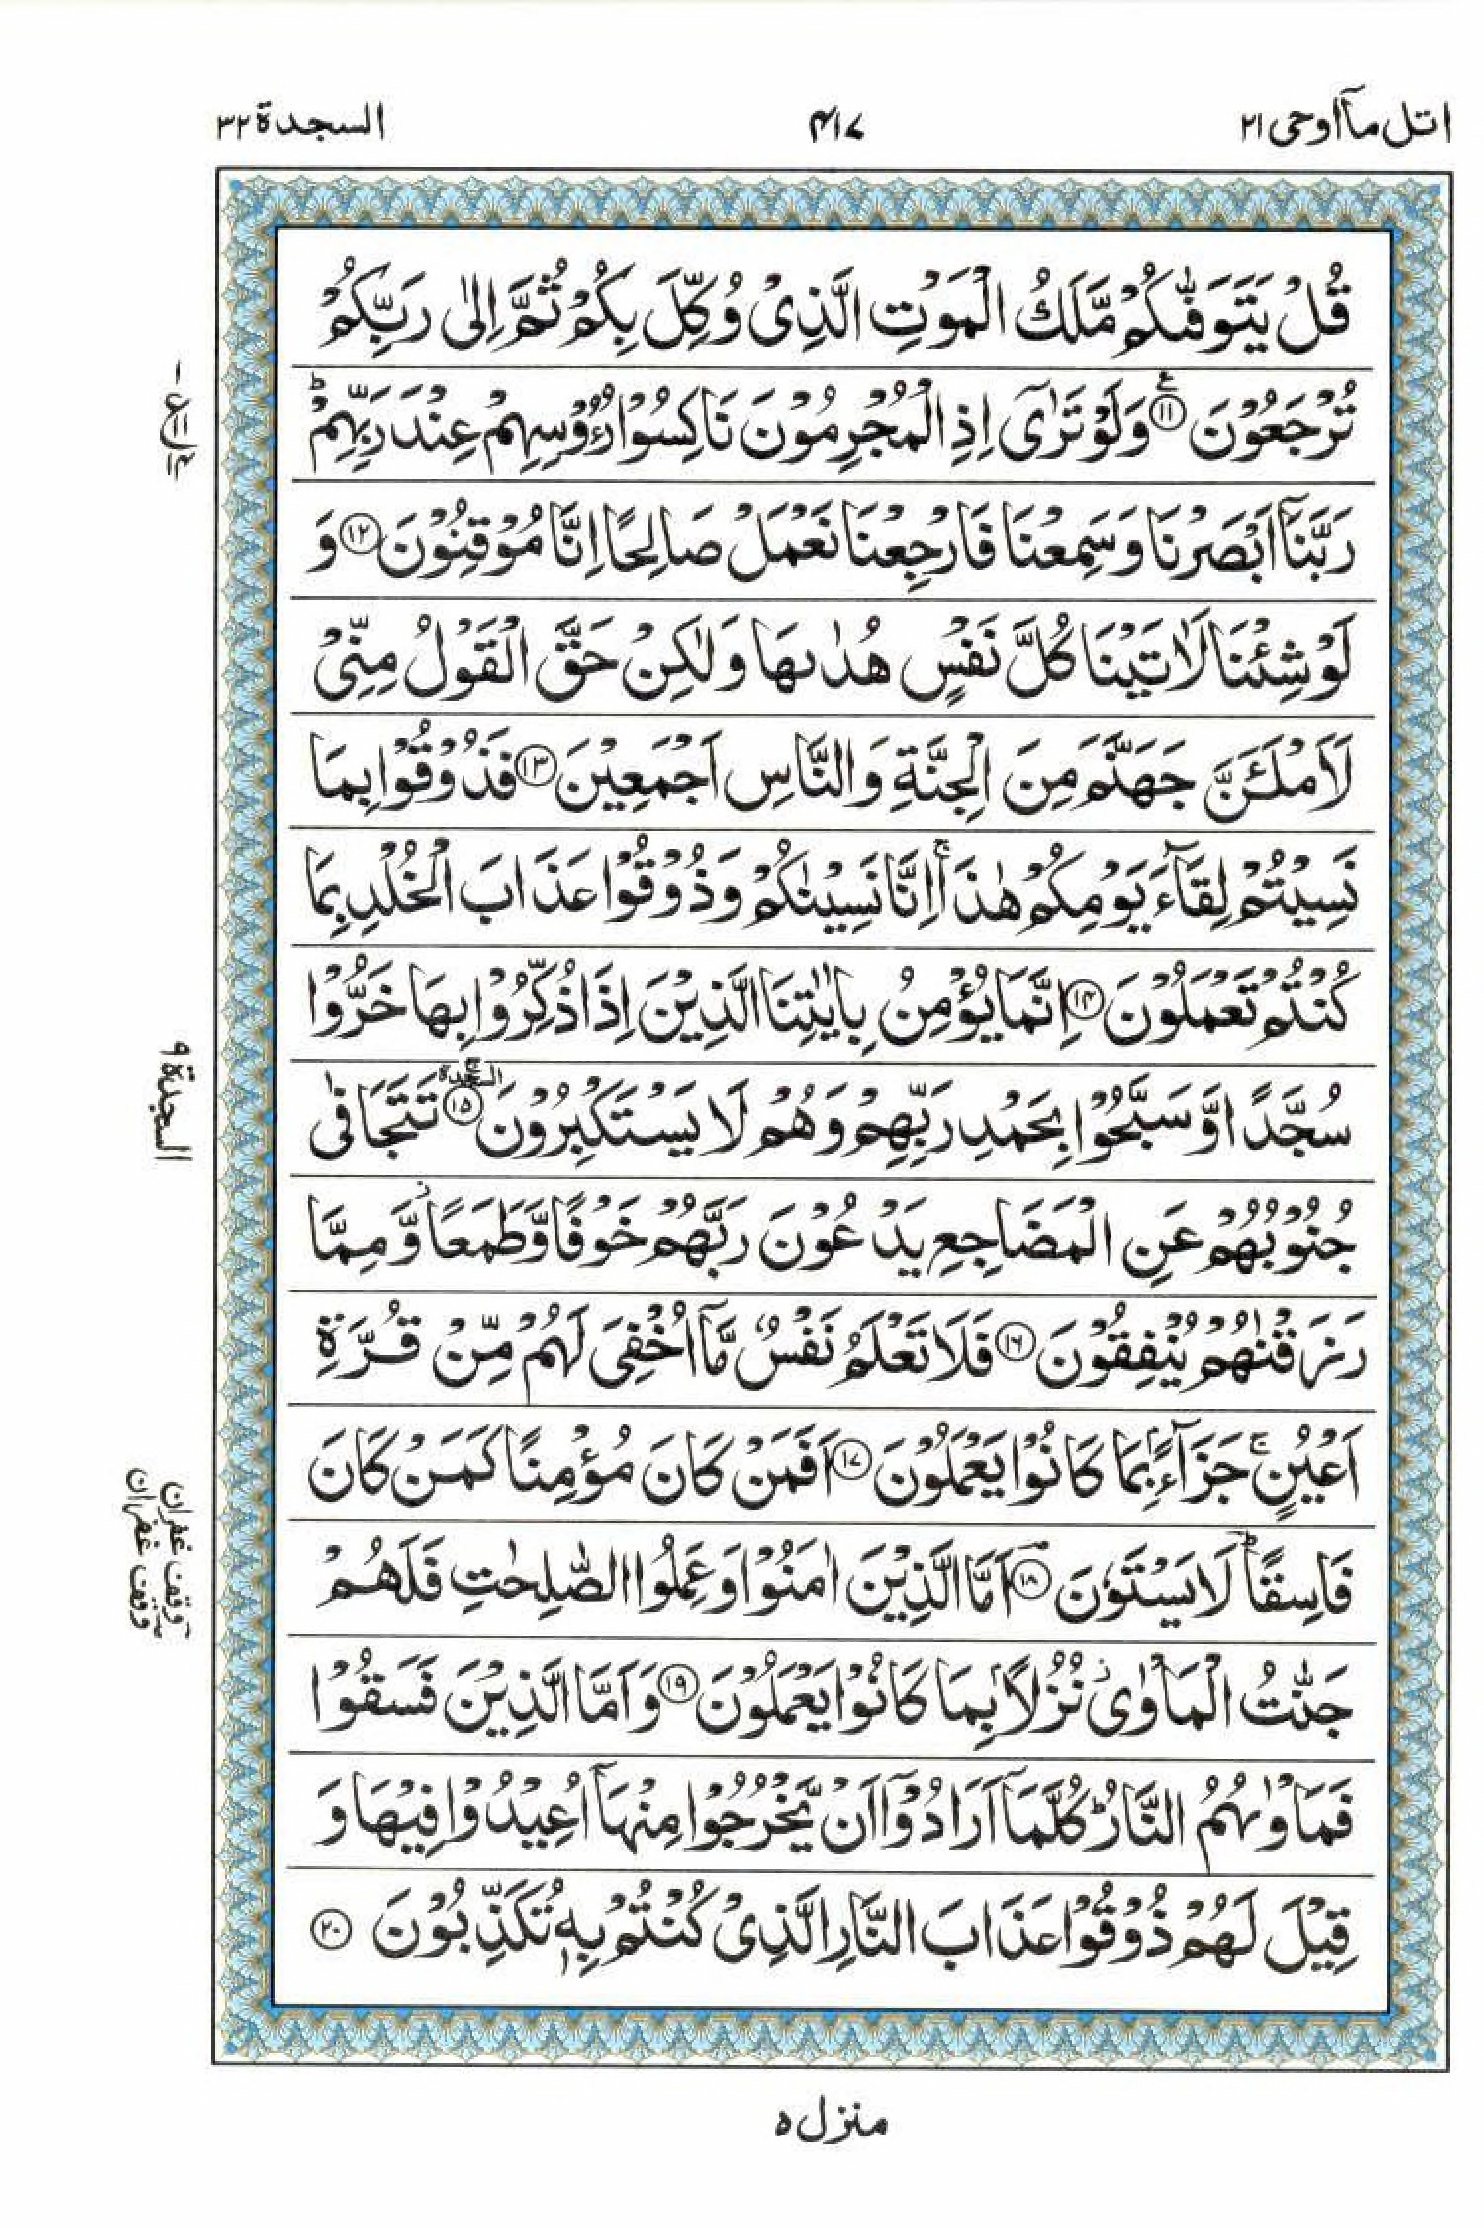 اتل مآاوحی ٢١
٤١٧
السجدة ٣٢
قُلْ يَتَوَفّٰىكُمْ مَّلَكُ الْمَوْتِ الَّذِیْ وُكِّلَ بِكُمْ ثُمَّ اِلٰی رَبِّكُمْ
تُرْجَعُوْنَ ۧ﴿١١﴾ وَلَوْ تَرٰۤی اِذِ الْمُجْرِمُوْنَ نَاكِسُوْا رُءُوْسِهِمْ عِنْدَ رَبِّهِمْ ؕ
رَبَّنَاۤ اَبْصَرْنَا وَسَمِعْنَا فَارْجِعْنَا نَعْمَلْ صَالِحًا اِنَّا مُوْقِنُوْنَ ﴿١٢﴾ وَ
لَوْ شِئْنَا لَاٰتَيْنَا كُلَّ نَفْسٍ هُدٰىهَا وَلٰكِنْ حَقَّ الْقَوْلُ مِنِّیْ
لَاَمْلَـَٔنَّ جَهَنَّمَ مِنَ الْجِنَّةِ وَالنَّاسِ اَجْمَعِيْنَ ﴿١٣﴾ فَذُوْقُوْا بِمَا
نَسِيْتُمْ لِقَآءَ يَوْمِكُمْ هٰذَا ۚ اِنَّا نَسِيْنٰكُمْ وَذُوْقُوْا عَذَابَ الْخُلْدِ بِمَا
كُنْتُمْ تَعْمَلُوْنَ ﴿١٤﴾ اِنَّمَا يُؤْمِنُ بِاٰيٰتِنَا الَّذِيْنَ اِذَا ذُكِّرُوْا بِهَا خَرُّوْا
سُجَّدًا وَّسَبَّحُوْا بِحَمْدِ رَبِّهِمْ وَهُمْ لَا يَسْتَكْبِرُوْنَ ﴿١٥﴾ السجدة تَتَجَافٰی
جُنُوْبُهُمْ عَنِ الْمَضَاجِعِ يَدْعُوْنَ رَبَّهُمْ خَوْفًا وَّطَمَعًا ز وَّمِمَّا
رَزَقْنٰهُمْ يُنْفِقُوْنَ ﴿١٦﴾ فَلَا تَعْلَمُ نَفْسٌ مَّاۤ اُخْفِیَ لَهُمْ مِّنْ قُرَّةِ
اَعْيُنٍ ۚ جَزَآءًۢ بِمَا كَانُوْا يَعْمَلُوْنَ ﴿١٧﴾ اَفَمَنْ كَانَ مُؤْمِنًا كَمَنْ كَانَ
فَاسِقًا ؕ لَا يَسْتَوٗنَ ﴿١٨﴾ اَمَّا الَّذِيْنَ اٰمَنُوْا وَعَمِلُوا الصّٰلِحٰتِ فَلَهُمْ
جَنّٰتُ الْمَاْوٰی ز نُزُلًۢا بِمَا كَانُوْا يَعْمَلُوْنَ ﴿١٩﴾ وَاَمَّا الَّذِيْنَ فَسَقُوْا
فَمَاْوٰىهُمُ النَّارُ ؕ كُلَّمَاۤ اَرَادُوْۤا اَنْ يَّخْرُجُوْا مِنْهَاۤ اُعِيْدُوْا فِيْهَا وَ
قِيْلَ لَهُمْ ذُوْقُوْا عَذَابَ النَّارِ الَّذِیْ كُنْتُمْ بِهٖ تُكَذِّبُوْنَ ﴿٢٠﴾
السجدة ٩
وقف غفران
وقف غفران
منزل ٥